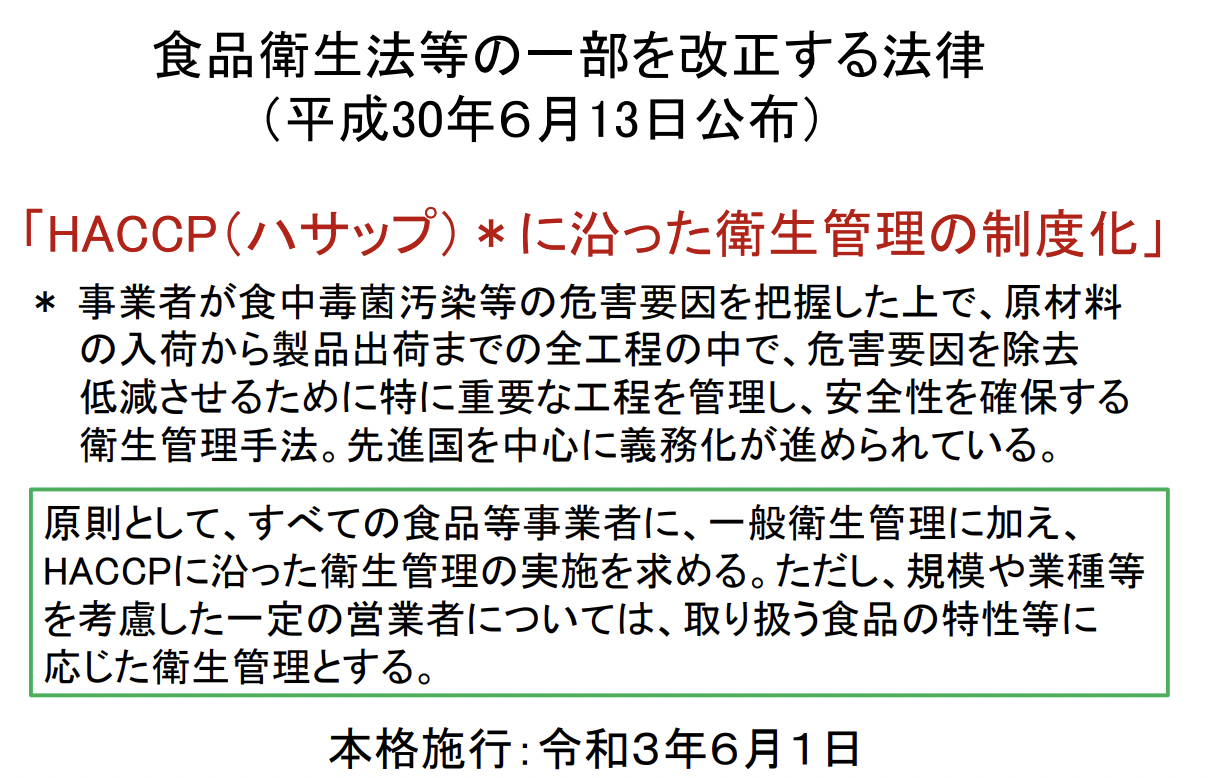 食品衛生法等の一部を改正する法律
（平成30年６月13日公布）
「HACCP（ハサップ）＊に沿った衛生管理の制度化」
＊ 事業者が食中毒菌汚染等の危害要因を把握した上で、原材料
の入荷から製品出荷までの全工程の中で、危害要因を除去
低減させるために特に重要な工程を管理し、安全性を確保する
衛生管理手法。先進国を中心に義務化が進められている。
原則として、すべての食品等事業者に、一般衛生管理に加え、
HACCPに沿った衛生管理の実施を求める。ただし、規模や業種等
を考慮した一定の営業者については、取り扱う食品の特性等に
応じた衛生管理とする。
本格施行：令和３年６月１日